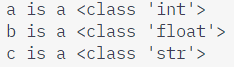 a is a <class 'int'>
b is a <class 'float'>
c is a <class 'str'>